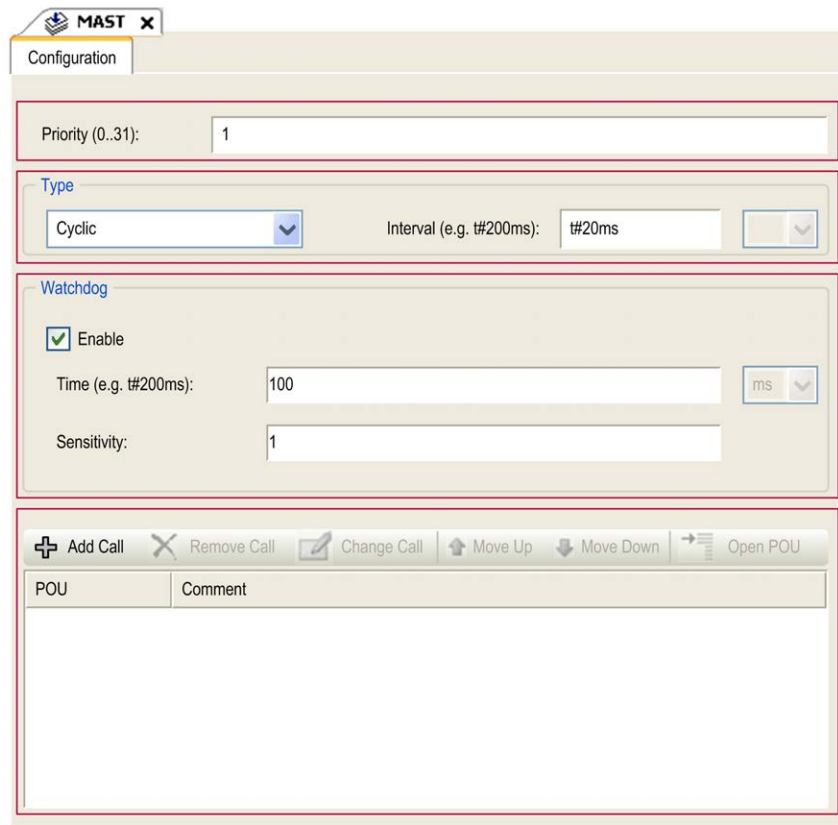 MAST x
Configuration
Priority (0..31): 1
Type
Cyclic Interval (e.g. t#200ms): t#20ms
Watchdog
Enable
Time (e.g. t#200ms): 100 ms
Sensitivity: 1
Add Call Remove Call Change Call Move Up Move Down Open POU
POU Comment